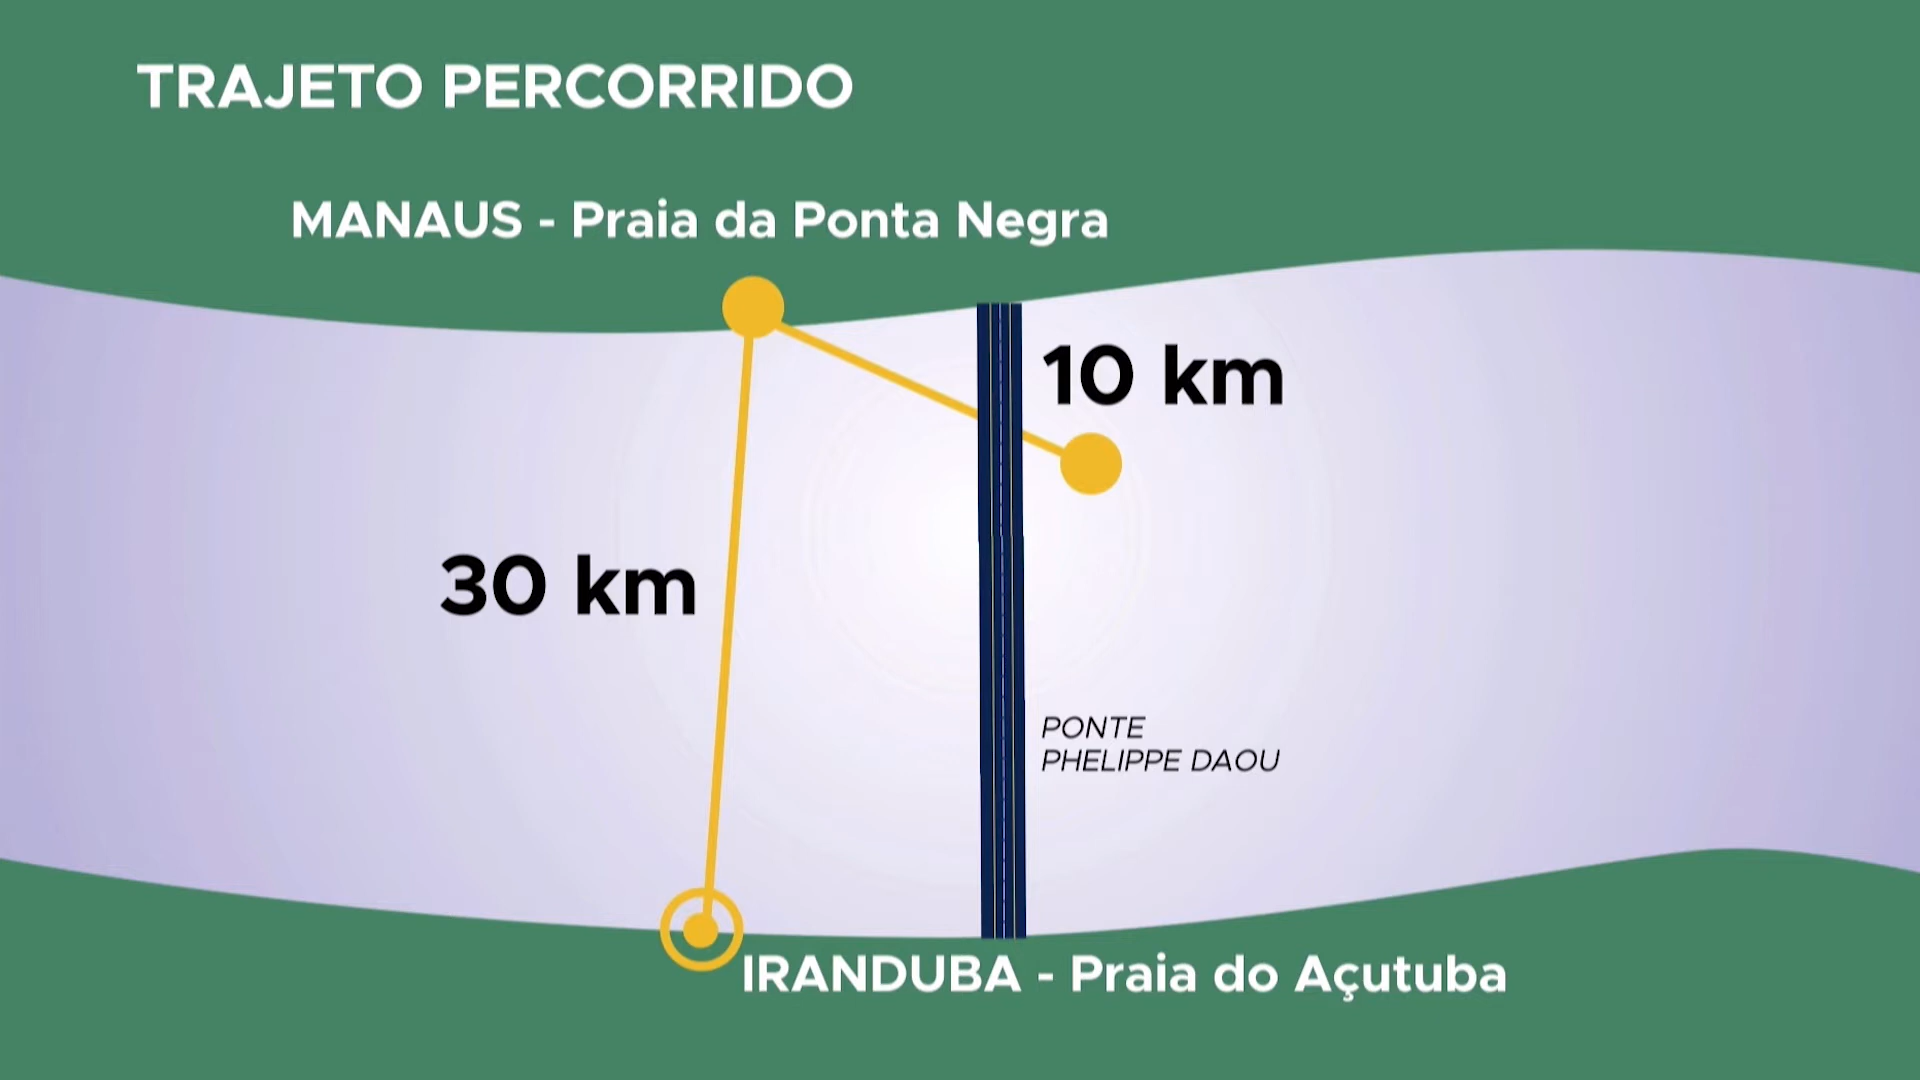 TRAJETO PERCORRIDO
MANAUS - Praia da Ponta Negra
10 km
30 km
PONTE
PHELIPPE DAOU
IRANDUBA - Praia do Açutuba